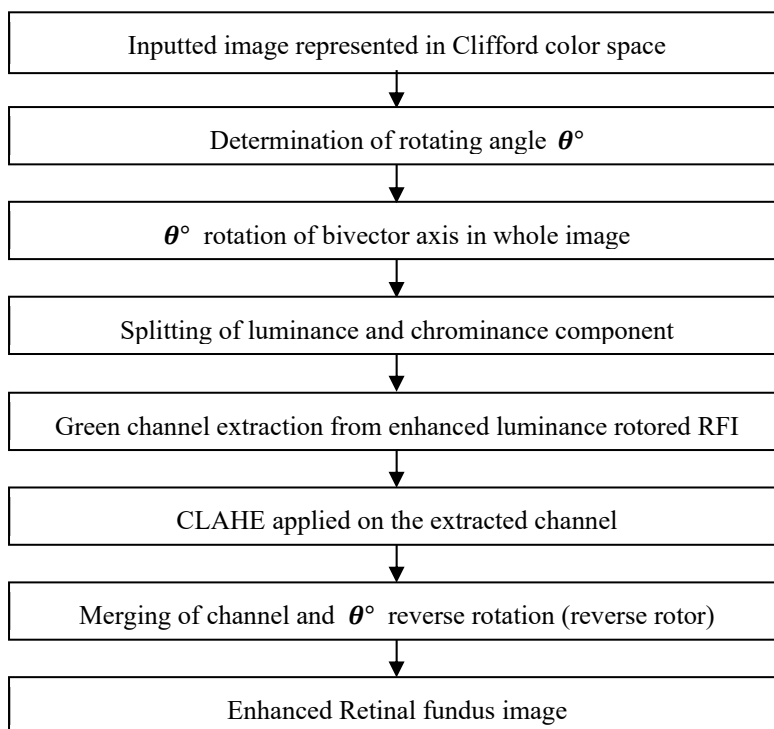 Inputted image represented in Clifford color space
Determination of rotating angle θ°
θ° rotation of bivector axis in whole image
Splitting of luminance and chrominance component
Green channel extraction from enhanced luminance rotored RFI
CLAHE applied on the extracted channel
Merging of channel and θ° reverse rotation (reverse rotor)
Enhanced Retinal fundus image